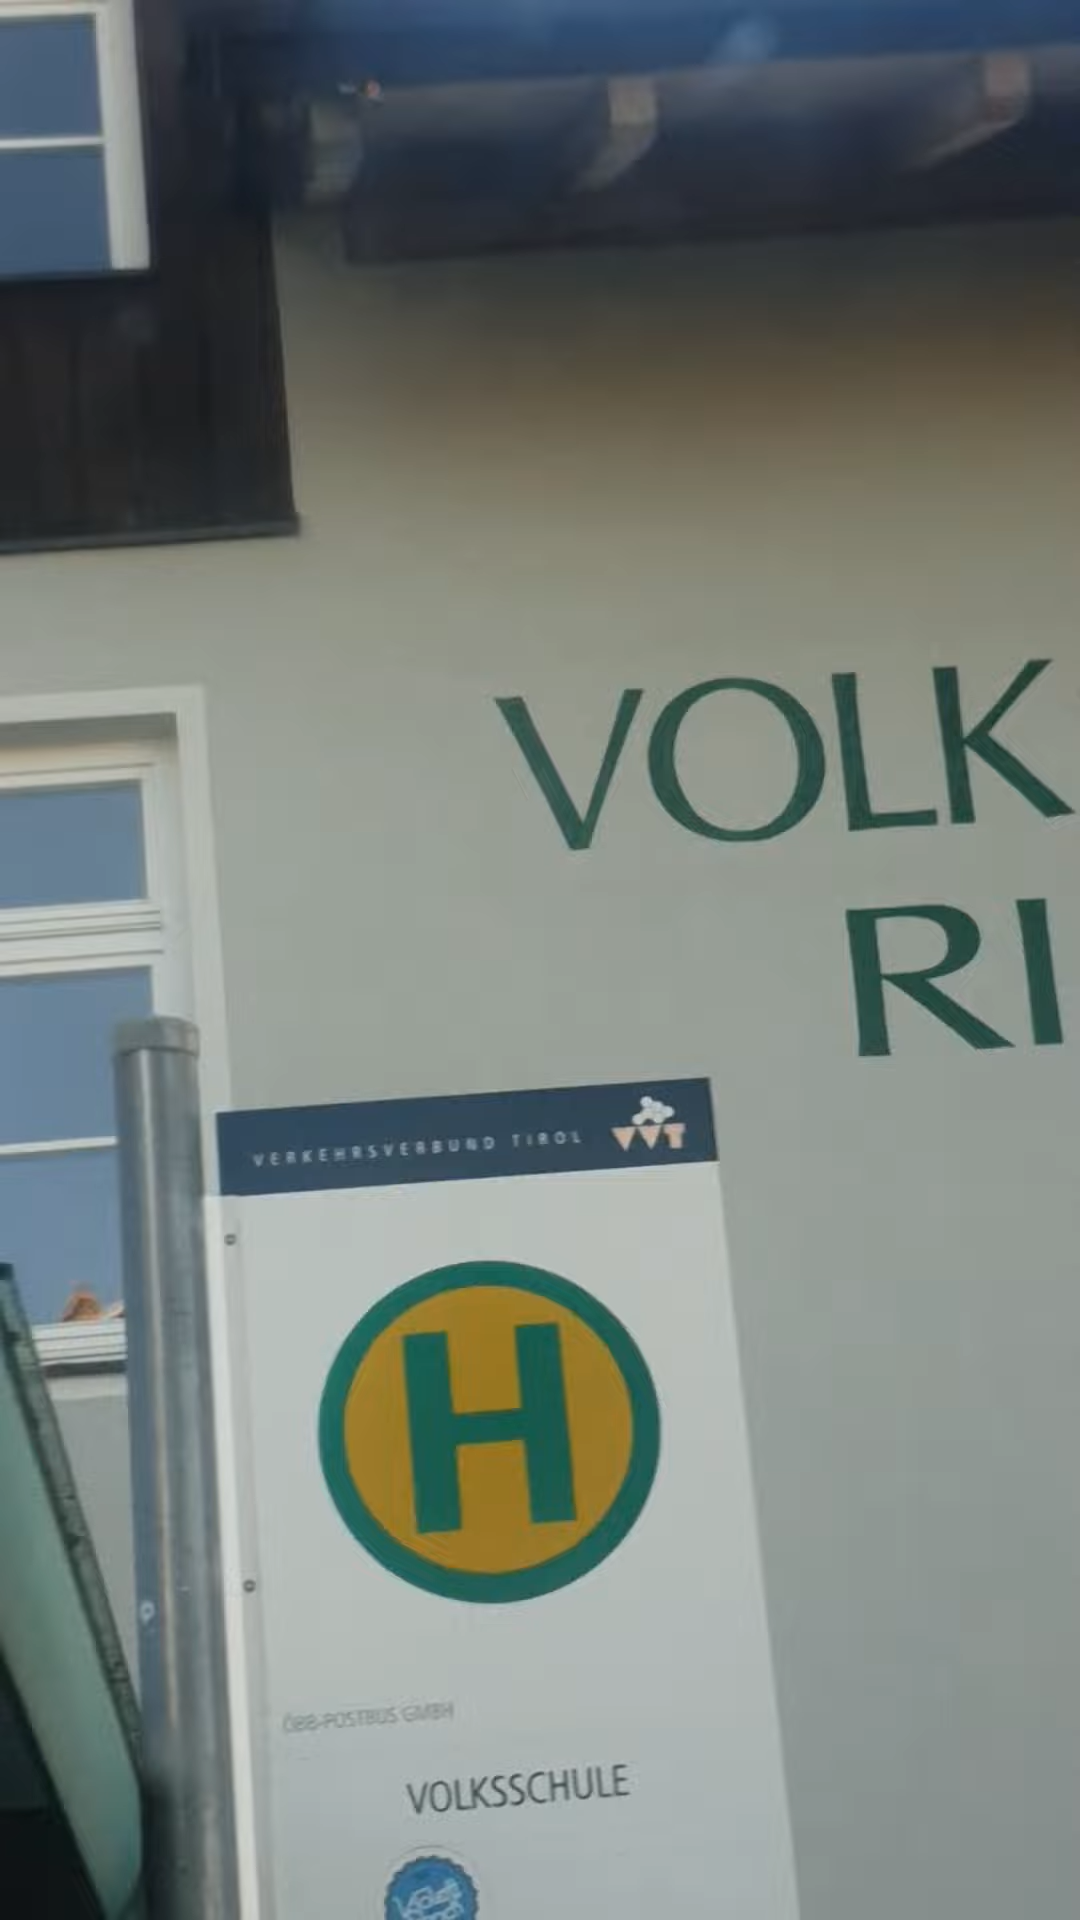 VOLK
RI
VERKEHRSVERBUND TIROL VVT
H
ÖBB-POSTBUS GMBH
VOLKSSCHULE